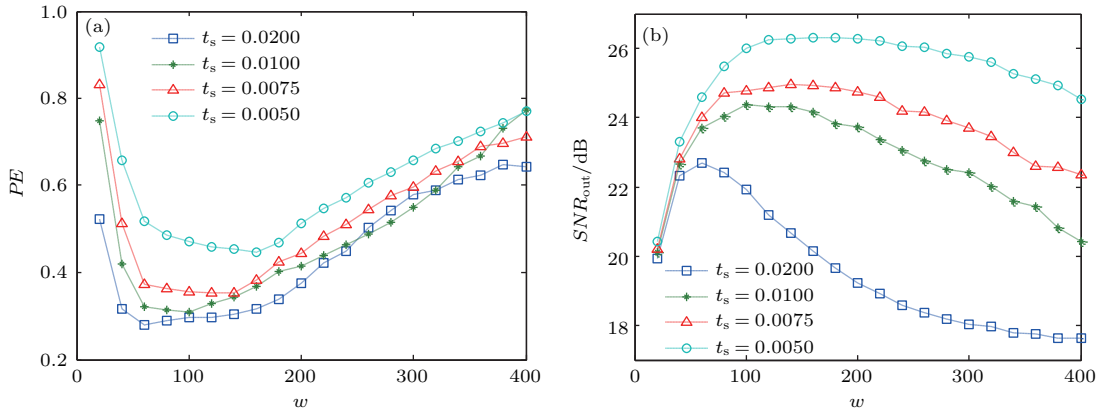 (a)
t_s = 0.0200
t_s = 0.0100
t_s = 0.0075
t_s = 0.0050
PE
1.0
0.8
0.6
0.4
0.2
0 100 200 300 400
w
(b)
t_s = 0.0200
t_s = 0.0100
t_s = 0.0075
t_s = 0.0050
SNR_out/dB
26
24
22
20
18
0 100 200 300 400
w